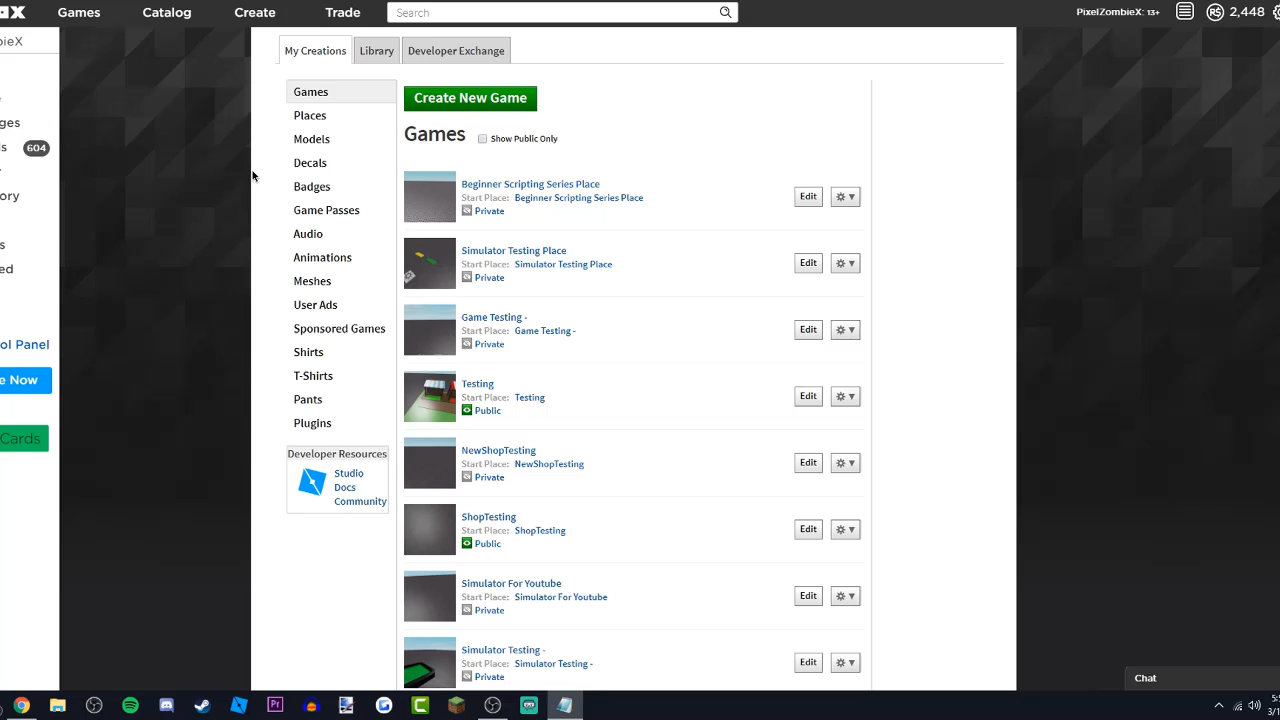 X Games Catalog Create Trade Search PixelZombieX: 13+ 2,448
bieX
My Creations Library Developer Exchange
Games
Places
Models
Decals
Badges
Game Passes
Audio
Animations
Meshes
User Ads
Sponsored Games
Shirts
T-Shirts
Pants
Plugins
Developer Resources
Studio
Docs
Community
ges
s 604
ory
s
ed
ol Panel
e Now
Cards
Create New Game
Games Show Public Only
Beginner Scripting Series Place
Start Place: Beginner Scripting Series Place
Private
Edit
Simulator Testing Place
Start Place: Simulator Testing Place
Private
Edit
Game Testing -
Start Place: Game Testing -
Private
Edit
Testing
Start Place: Testing
Public
Edit
NewShopTesting
Start Place: NewShopTesting
Private
Edit
ShopTesting
Start Place: ShopTesting
Public
Edit
Simulator For Youtube
Start Place: Simulator For Youtube
Private
Edit
Simulator Testing -
Start Place: Simulator Testing -
Private
Edit
Chat
Pr